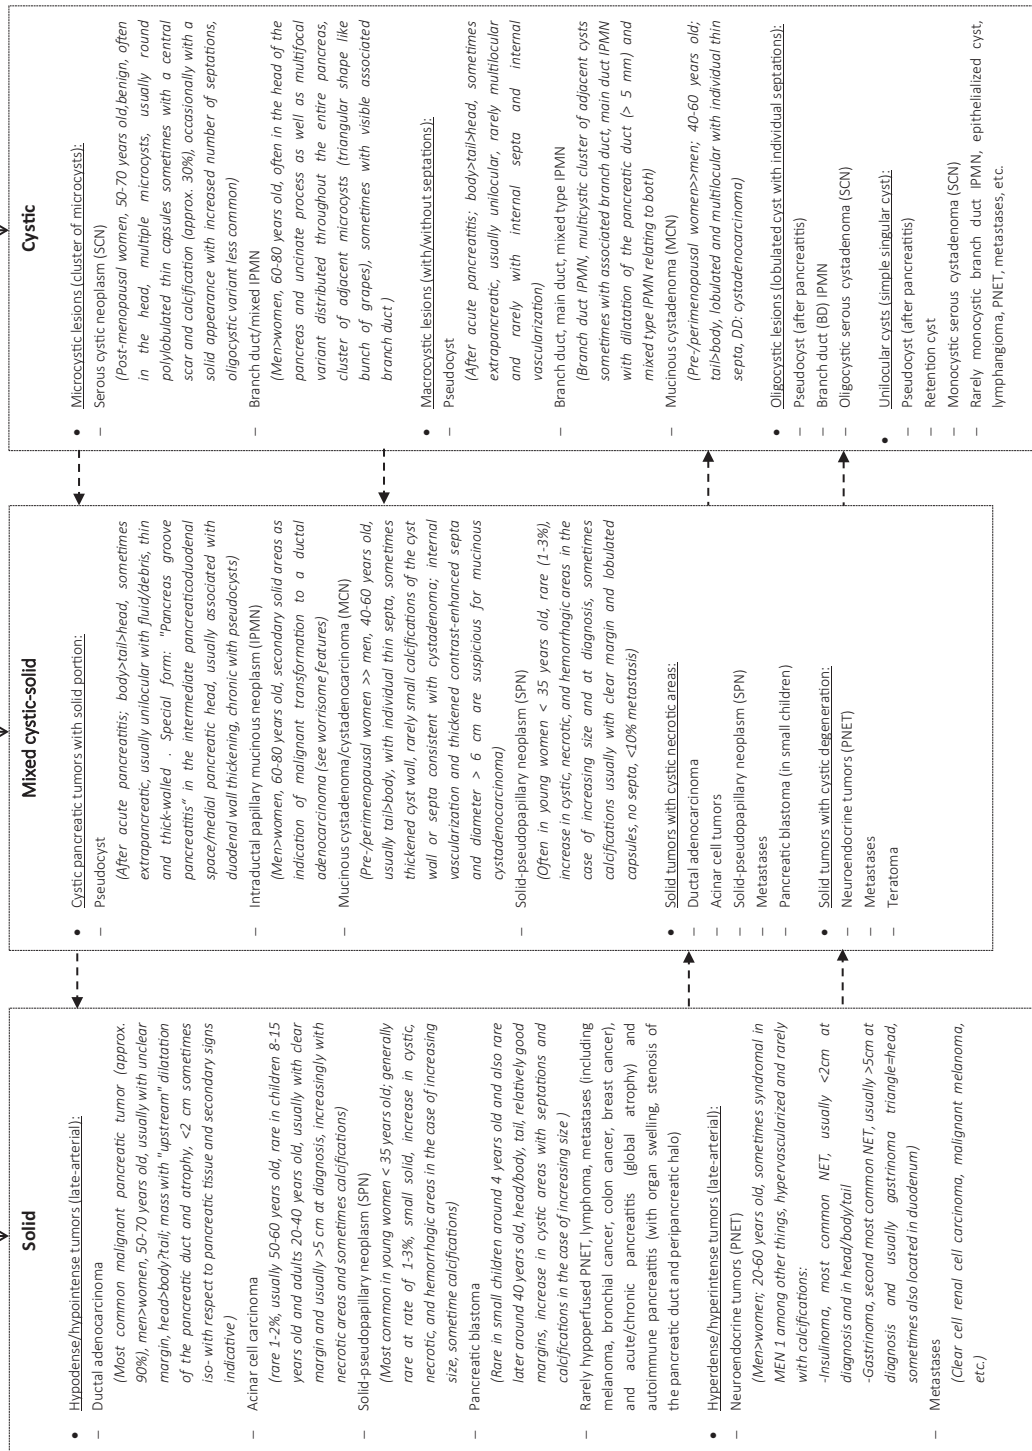 Solid
• Hypodense/hypointense tumors (late-arterial):
– Ductal adenocarcinoma
(Most common malignant pancreatic tumor (approx.
90%), men>women, 50-70 years old, usually with unclear
margin, head>body?tail; mass with "upstream" dilatation
of the pancreatic duct and atrophy, <2 cm sometimes
iso- with respect to pancreatic tissue and secondary signs
indicative )
– Acinar cell carcinoma
(rare 1-2%, usually 50-60 years old, rare in children 8-15
years old and adults 20-40 years old, usually with clear
margin and usually >5 cm at diagnosis, increasingly with
necrotic areas and sometimes calcifications)
– Solid-pseudopapillary neoplasm (SPN)
(Most common in young women < 35 years old; generally
rare at rate of 1-3%, small solid, increase in cystic,
necrotic, and hemorrhagic areas in the case of increasing
size, sometime calcifications)
– Pancreatic blastoma
(Rare in small children around 4 years old and also rare
later around 40 years old, head/body, tail, relatively good
margins, increase in cystic areas with septations and
calcifications in the case of increasing size )
– Rarely hypoperfused PNET, lymphoma, metastases (including
melanoma, bronchial cancer, colon cancer, breast cancer),
and acute/chronic pancreatitis (global atrophy) and
autoimmune pancreatitis (with organ swelling, stenosis of
the pancreatic duct and peripancreatic halo)
• Hyperdense/hyperintense tumors (late-arterial):
– Neuroendocrine tumors (PNET)
(Men>women; 20-60 years old, sometimes syndromal in
MEN 1 among other things, hypervascularized and rarely
with calcifications:
-Insulinoma, most common NET, usually <2cm at
diagnosis and in head/body/tail
-Gastrinoma, second most common NET, usually >5cm at
diagnosis and usually gastrinoma triangle=head,
sometimes also located in duodenum)
– Metastases
(Clear cell renal cell carcinoma, malignant melanoma,
etc.)
Mixed cystic-solid
• Cystic pancreatic tumors with solid portion:
– Pseudocyst
(After acute pancreatitis; body>tail>head, sometimes
extrapancreatic, usually unilocular with fluid/debris, thin
and thick-walled . Special form: "Pancreas groove
pancreatitis“ in the intermediate pancreaticoduodenal
space/medial pancreatic head, usually associated with
duodenal wall thickening, chronic with pseudocysts)
– Intraductal papillary mucinous neoplasm (IPMN)
(Men>women, 60-80 years old, secondary solid areas as
indication of malignant transformation to a ductal
adenocarcinoma (see worrisome features)
– Mucinous cystadenoma/cystadenocarcinoma (MCN)
(Pre-/perimenopausal women >> men, 40-60 years old,
usually tail>body, with individual thin septa, sometimes
thickened cyst wall, rarely small calcifications of the cyst
wall or septa consistent with cystadenoma; internal
vascularization and thickened contrast-enhanced septa
and diameter > 6 cm are suspicious for mucinous
cystadenocarcinoma)
– Solid-pseudopapillary neoplasm (SPN)
(Often in young women < 35 years old, rare (1-3%),
increase in cystic, necrotic, and hemorrhagic areas in the
case of increasing size and at diagnosis, sometimes
calcifications usually with clear margin and lobulated
capsules, no septa, <10% metastasis)
• Solid tumors with cystic necrotic areas:
– Ductal adenocarcinoma
– Acinar cell tumors
– Solid-pseudopapillary neoplasm (SPN)
– Metastases
– Pancreatic blastoma (in small children)
• Solid tumors with cystic degeneration:
– Neuroendocrine tumors (PNET)
– Metastases
– Teratoma
Cystic
• Microcystic lesions (cluster of microcysts):
– Serous cystic neoplasm (SCN)
(Post-menopausal women, 50-70 years old,benign, often
in the head, multiple microcysts, usually round
polylobulated thin capsules sometimes with a central
scar and calcification (approx. 30%), occasionally with a
solid appearance with increased number of septations,
oligocystic variant less common)
– Branch duct/mixed IPMN
(Men>women, 60-80 years old, often in the head of the
pancreas and uncinate process as well as multifocal
variant distributed throughout the entire pancreas,
cluster of adjacent microcysts (triangular shape like
bunch of grapes), sometimes with visible associated
branch duct )
• Macrocystic lesions (with/without septations):
– Pseudocyst
(After acute pancreatitis; body>tail>head, sometimes
extrapancreatic, usually unilocular, rarely multilocular
and rarely with internal septa and internal
vascularization)
– Branch duct, main duct, mixed type IPMN
(Branch duct IPMN, multicystic cluster of adjacent cysts
sometimes with associated branch duct, main duct IPMN
with dilatation of the pancreatic duct (> 5 mm) and
mixed type IPMN relating to both)
– Mucinous cystadenoma (MCN)
(Pre-/perimenopausal women>>men; 40-60 years old;
tail>body, lobulated and multilocular with individual thin
septa, DD: cystadenocarcinoma)
• Oligocystic lesions (lobulated cyst with individual septations):
– Pseudocyst (after pancreatitis)
– Branch duct (BD) IPMN
– Oligocystic serous cystadenoma (SCN)
• Unilocular cysts (simple singular cyst):
– Pseudocyst (after pancreatitis)
– Retention cyst
– Monocystic serous cystadenoma (SCN)
– Rarely monocystic branch duct IPMN, epithelialized cyst,
lymphangioma, PNET, metastases, etc.